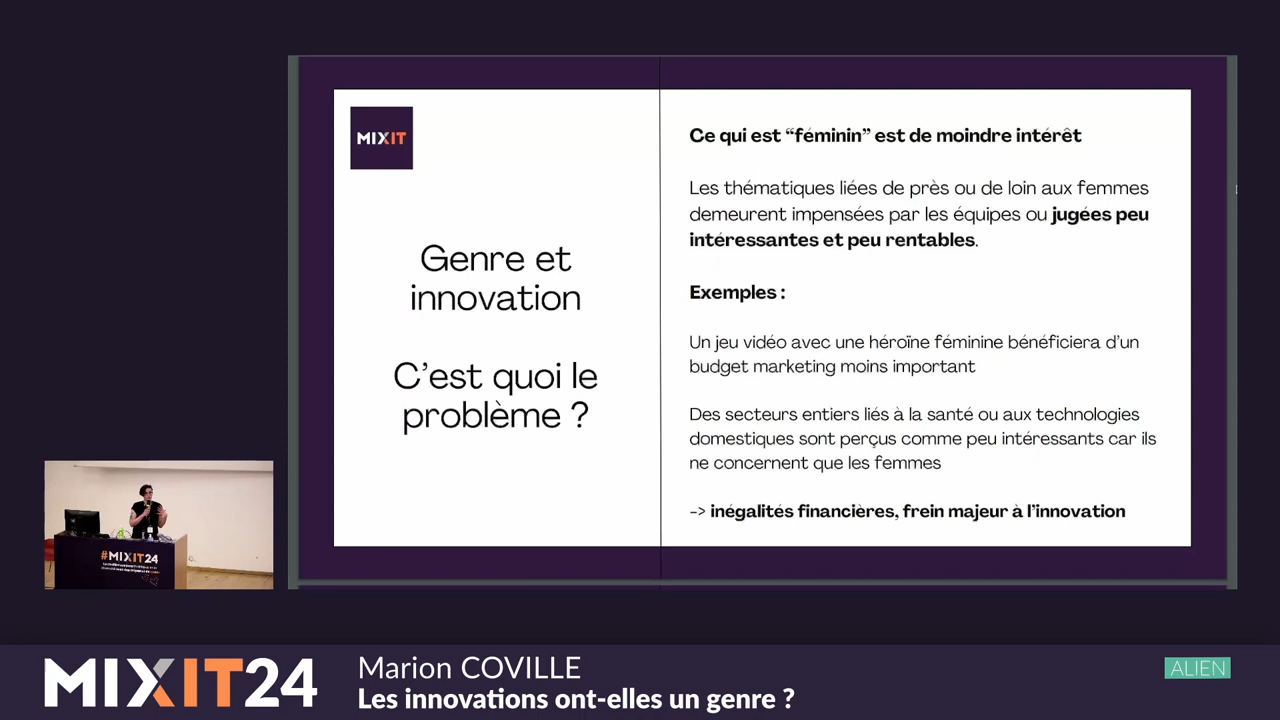 MIXIT
Genre et
innovation
C'est quoi le
problème ?
Ce qui est “féminin” est de moindre intérêt
Les thématiques liées de près ou de loin aux femmes
demeurent impensées par les équipes ou jugées peu
intéressantes et peu rentables.
Exemples :
Un jeu vidéo avec une héroïne féminine bénéficiera d'un
budget marketing moins important
Des secteurs entiers liés à la santé ou aux technologies
domestiques sont perçus comme peu intéressants car ils
ne concernent que les femmes
-> inégalités financières, frein majeur à l'innovation
#MIXIT24
MIXIT24
Marion COVILLE
Les innovations ont-elles un genre ?
ALIEN